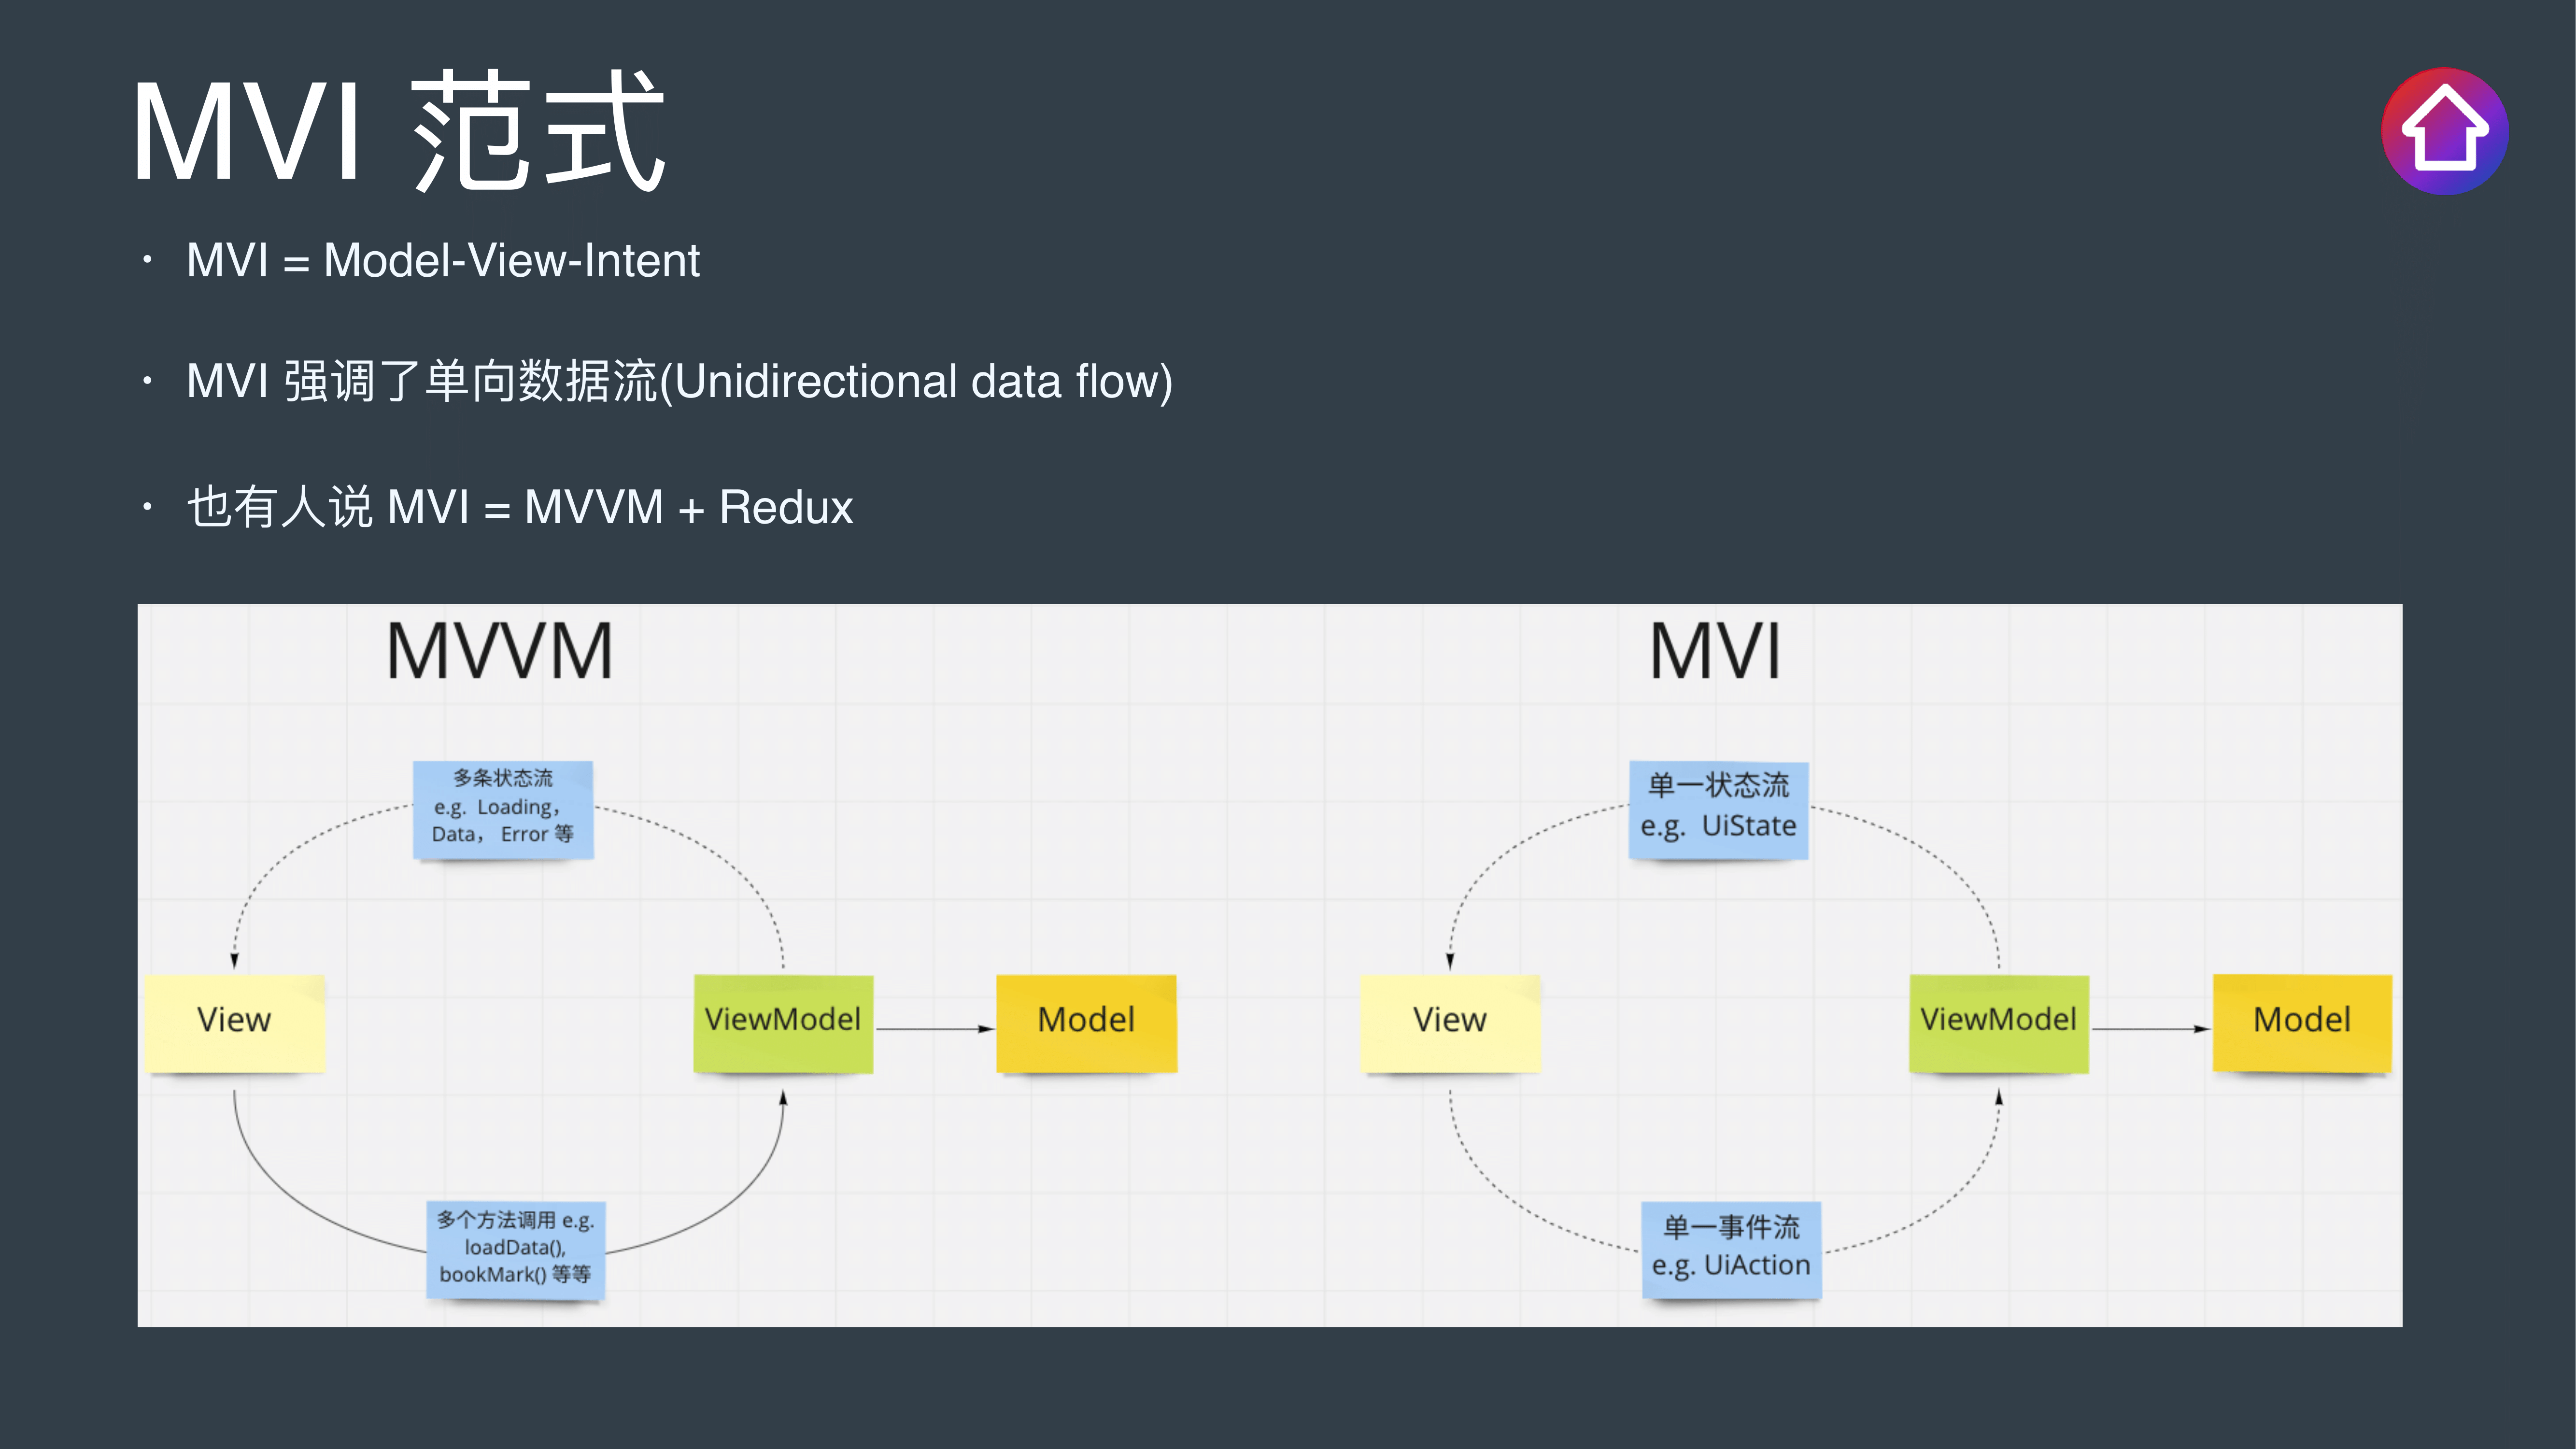 MVI 范式
• MVI = Model-View-Intent
• MVI 强调了单向数据流(Unidirectional data flow)
• 也有人说 MVI = MVVM + Redux
MVVM
多条状态流
e.g. Loading，
Data， Error 等
View
ViewModel
Model
多个方法调用 e.g.
loadData(),
bookMark() 等等
MVI
单一状态流
e.g. UiState
View
ViewModel
Model
单一事件流
e.g. UiAction